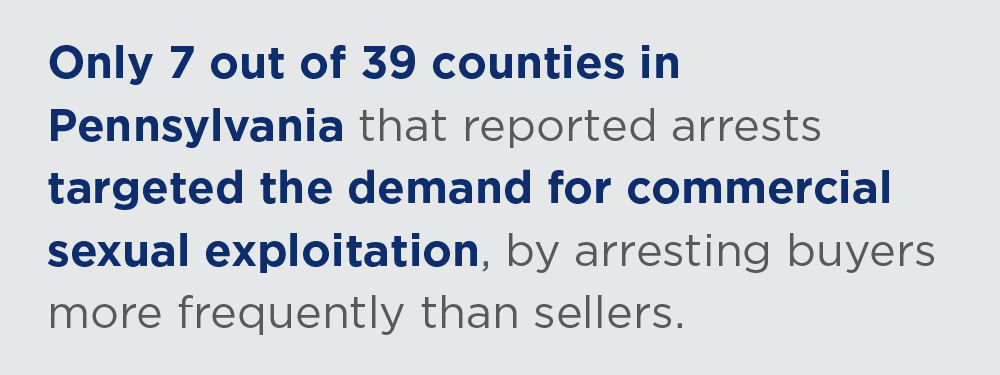 Only 7 out of 39 counties in
Pennsylvania that reported arrests
targeted the demand for commercial
sexual exploitation, by arresting buyers
more frequently than sellers.